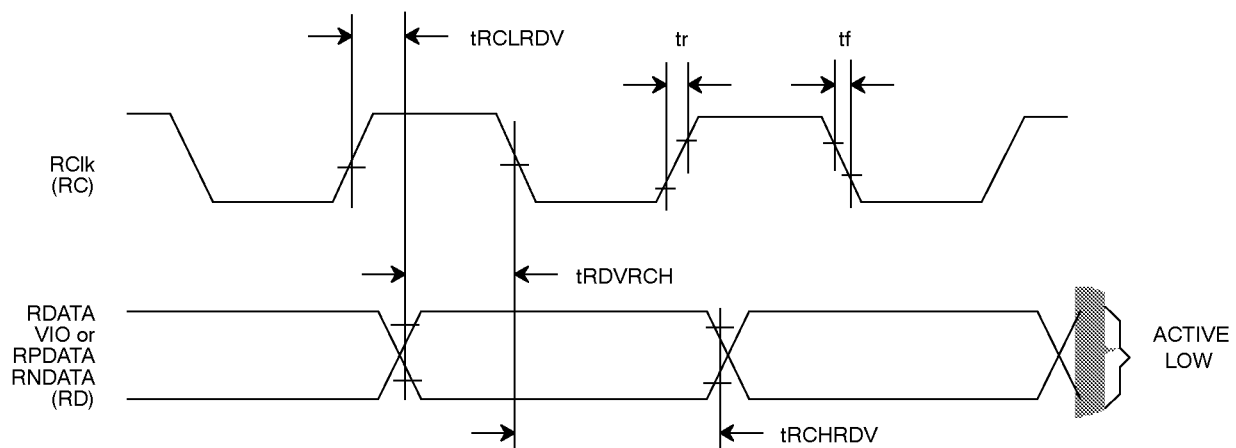 tRCLRDV
tr
tf
RClk
(RC)
tRDVRCH
RDATA
VIO or
RPDATA
RNDATA
(RD)
ACTIVE
LOW
tRCHRDV